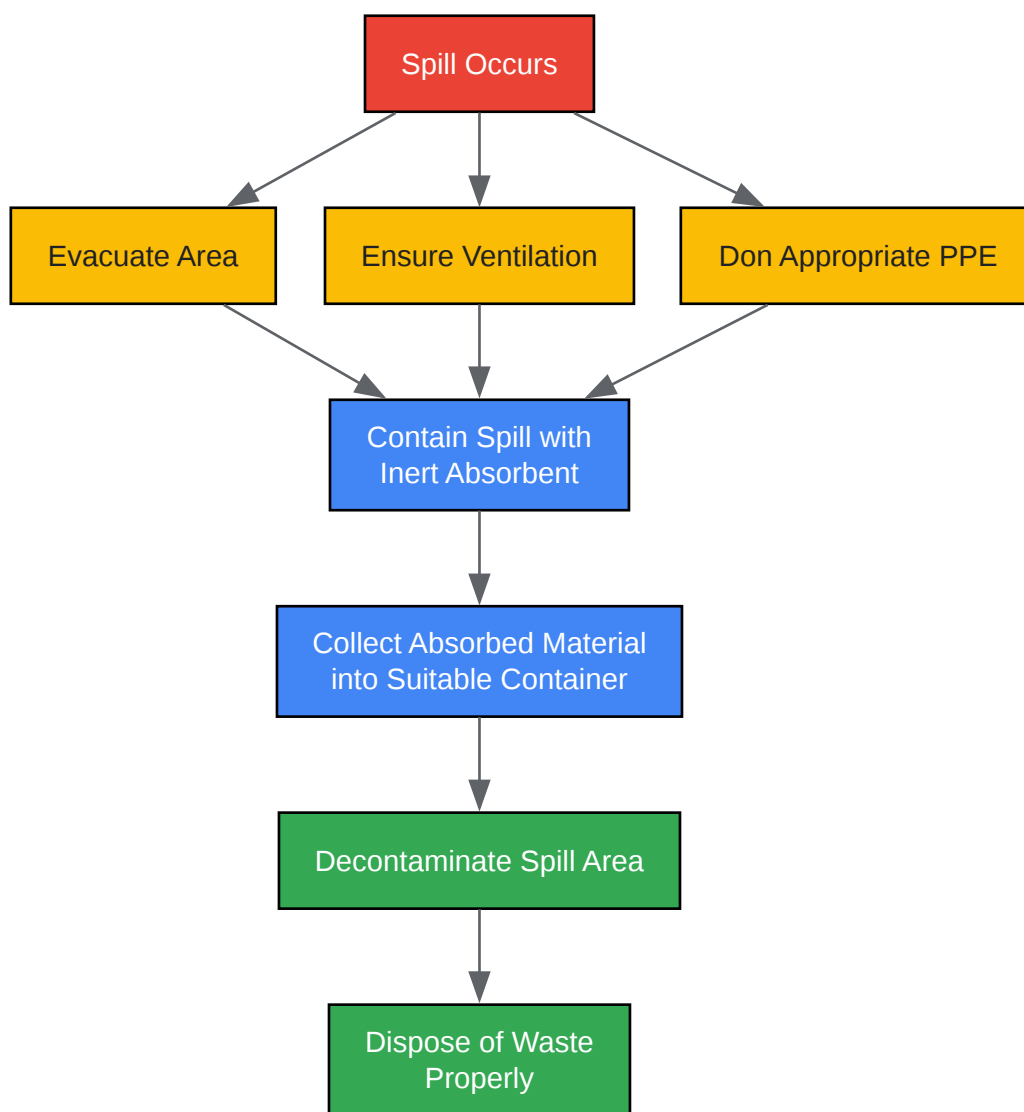 Spill Occurs
Evacuate Area
Ensure Ventilation
Don Appropriate PPE
Contain Spill with
Inert Absorbent
Collect Absorbed Material
into Suitable Container
Decontaminate Spill Area
Dispose of Waste
Properly